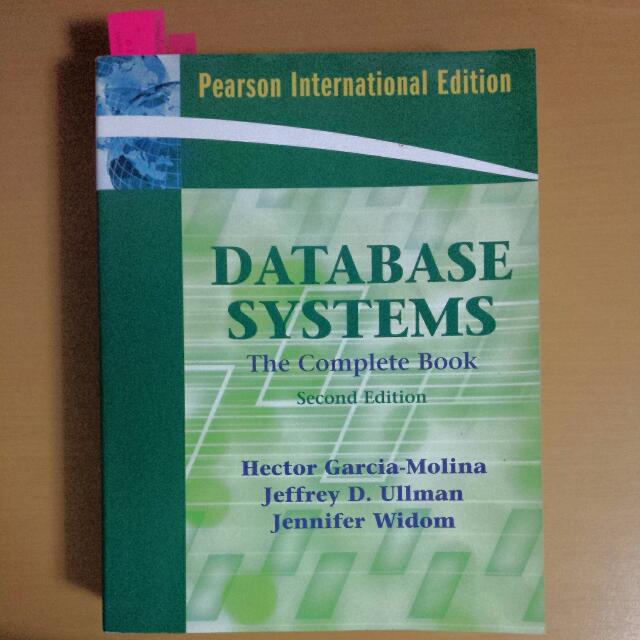 Pearson International Edition
DATABASE
SYSTEMS
The Complete Book
Second Edition
Hector Garcia-Molina
Jeffrey D. Ullman
Jennifer Widom